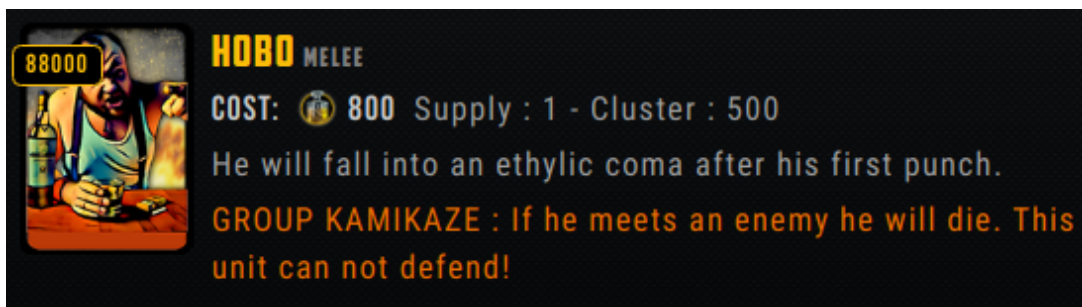 88000
HOBO MELEE
COST: 800 Supply : 1 - Cluster : 500
He will fall into an ethylic coma after his first punch.
GROUP KAMIKAZE : If he meets an enemy he will die. This
unit can not defend!